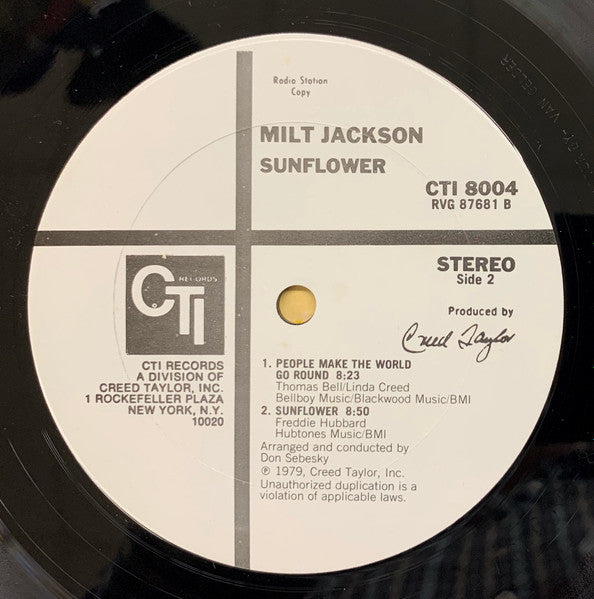 Radio Station
Copy
MILT JACKSON
SUNFLOWER
CTI 8004
RVG 87681 B
STEREO
Side 2
Produced by
Creed Taylor
CTI
RECORDS
CTI RECORDS
A DIVISION OF
CREED TAYLOR, INC.
1 ROCKEFELLER PLAZA
NEW YORK, N.Y.
10020
1. PEOPLE MAKE THE WORLD
GO ROUND 8:23
Thomas Bell/Linda Creed
Bellboy Music/Blackwood Music/BMI
2. SUNFLOWER 8:50
Freddie Hubbard
Hubtones Music/BMI
Arranged and conducted by
Don Sebesky
℗ 1979, Creed Taylor, Inc.
Unauthorized duplication is a
violation of applicable laws.
VAN GELDER